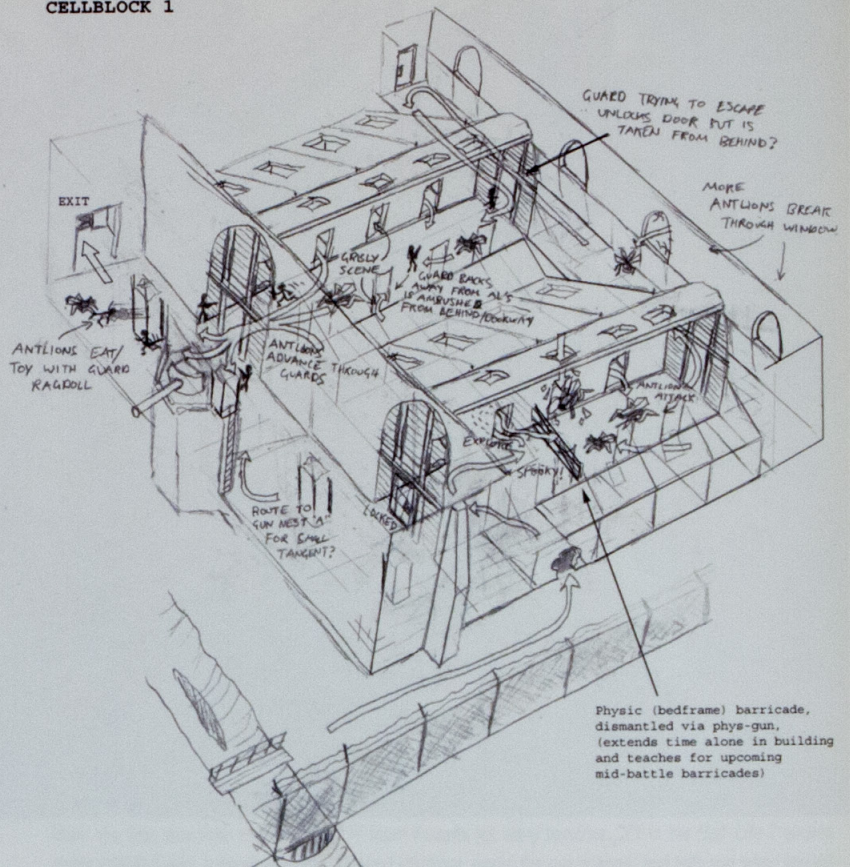 CELLBLOCK 1
GUARD TRYING TO ESCAPE
UNLOCKS DOOR BUT IS
TAKEN FROM BEHIND?
MORE
ANTLIONS BREAK
THROUGH WINDOW
EXIT
GRISLY
SCENE
GUARD BACKS
AWAY FROM AL'S
IS AMBUSHED
FROM BEHIND/DOORWAY
ANTLIONS EAT/
TOY WITH GUARD
RAGDOLL
ANTLIONS
ADVANCE THROUGH
GUARDS
ANTLIONS
ATTACK
EXPLORE
SPOOKY!
LOCKED
ROUTE TO
GUN NEST "A"
FOR SMALL
TANGENT?
Physic (bedframe) barricade,
dismantled via phys-gun,
(extends time alone in building
and teaches for upcoming
mid-battle barricades)